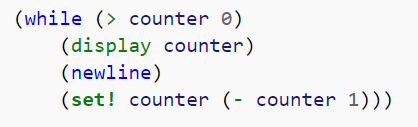 (while (> counter 0)
    (display counter)
    (newline)
    (set! counter (- counter 1)))